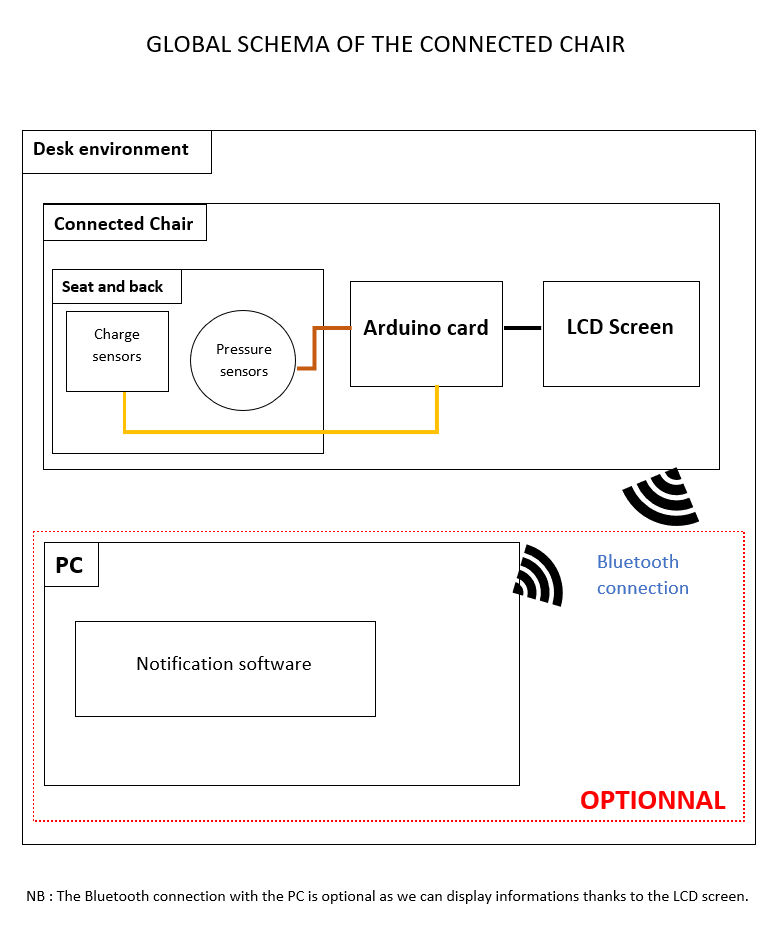 GLOBAL SCHEMA OF THE CONNECTED CHAIR
Desk environment
Connected Chair
Seat and back
Charge
sensors
Pressure
sensors
Arduino card
LCD Screen
PC
Bluetooth
connection
Notification software
OPTIONNAL
NB : The Bluetooth connection with the PC is optional as we can display informations thanks to the LCD screen.